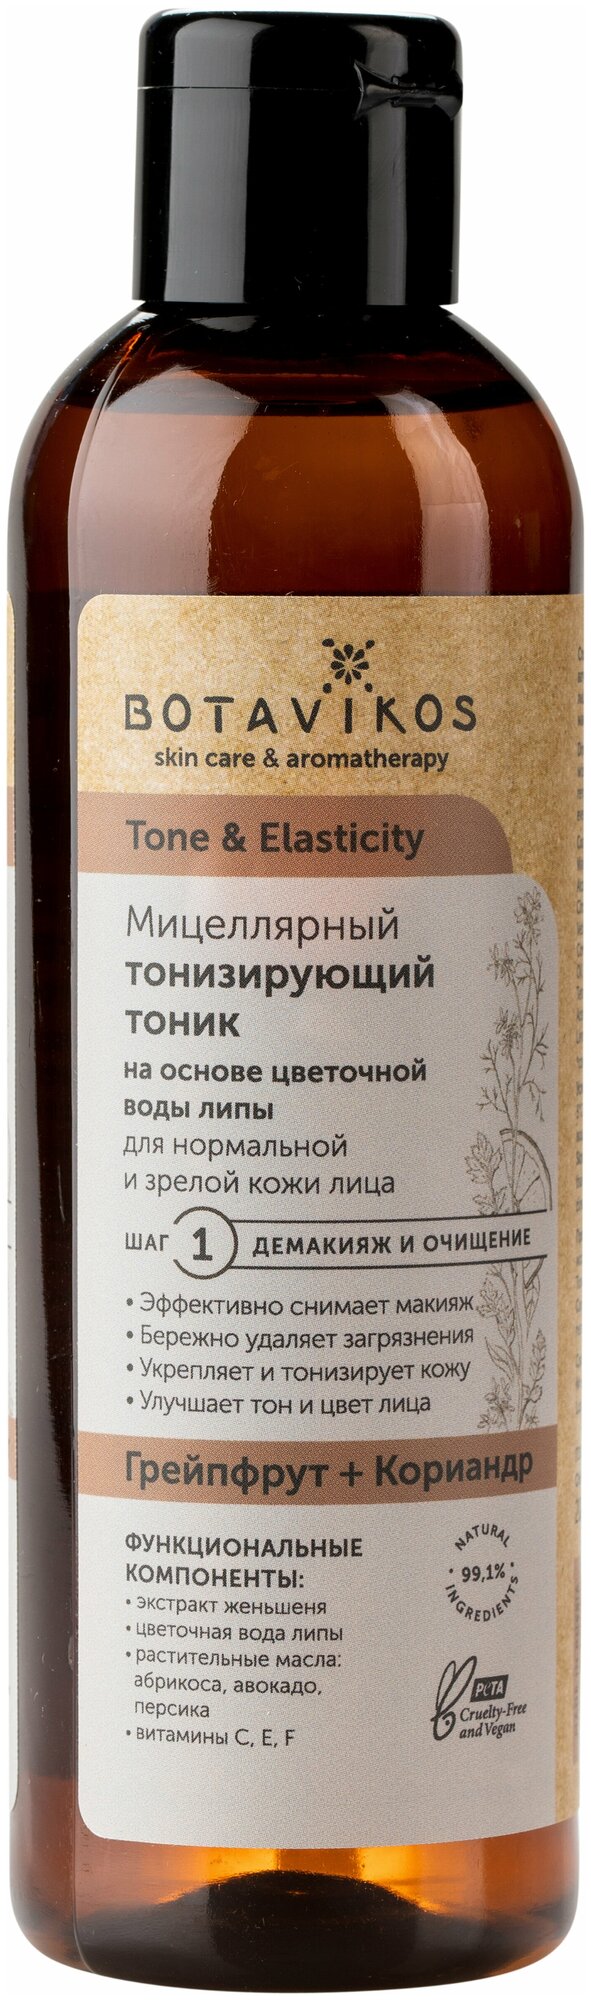 BOTAVIKOS
skin care & aromatherapy
Tone & Elasticity
Мицеллярный
тонизирующий
тоник
на основе цветочной
воды липы
для нормальной
и зрелой кожи лица
ШАГ 1 ДЕМАКИЯЖ И ОЧИЩЕНИЕ
• Эффективно снимает макияж
• Бережно удаляет загрязнения
• Укрепляет и тонизирует кожу
• Улучшает тон и цвет лица
Грейпфрут + Кориандр
ФУНКЦИОНАЛЬНЫЕ
КОМПОНЕНТЫ:
• экстракт женьшеня
• цветочная вода липы
• растительные масла:
абрикоса, авокадо,
персика
• витамины С, Е, F
NATURAL
• 99,1% •
INGREDIENTS
PETA
Cruelty-Free
and Vegan